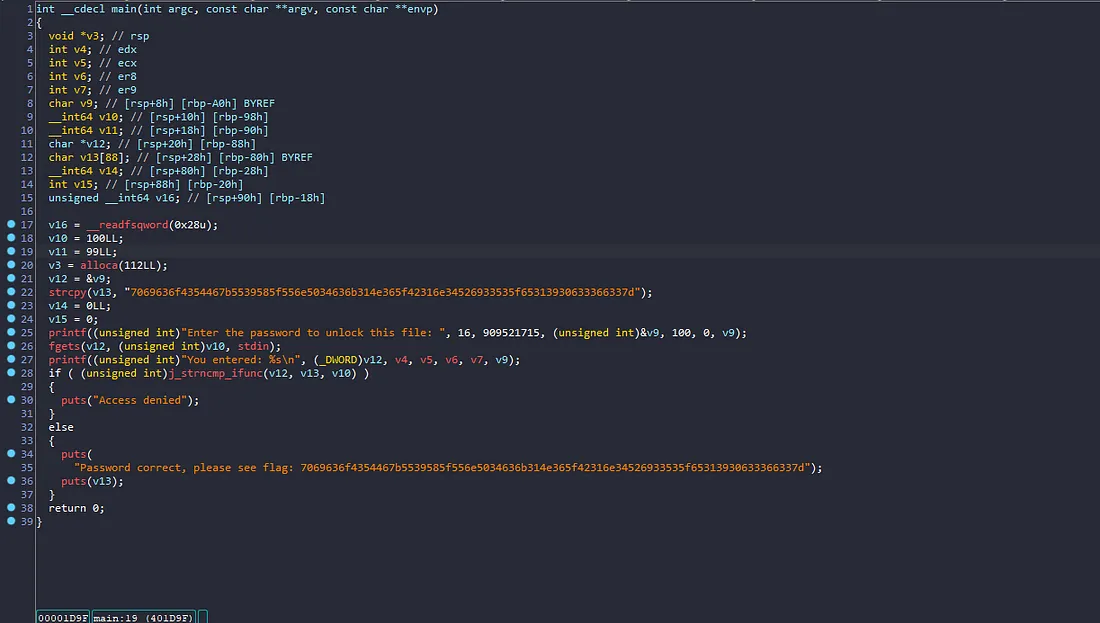 1 int __cdecl main(int argc, const char **argv, const char **envp)
2 {
3 void *v3; // rsp
4 int v4; // edx
5 int v5; // ecx
6 int v6; // er8
7 int v7; // er9
8 char v9; // [rsp+8h] [rbp-A0h] BYREF
9 __int64 v10; // [rsp+10h] [rbp-98h]
10 __int64 v11; // [rsp+18h] [rbp-90h]
11 char *v12; // [rsp+20h] [rbp-88h]
12 char v13[88]; // [rsp+28h] [rbp-80h] BYREF
13 __int64 v14; // [rsp+80h] [rbp-28h]
14 int v15; // [rsp+88h] [rbp-20h]
15 unsigned __int64 v16; // [rsp+90h] [rbp-18h]
16
17 v16 = __readfsqword(0x28u);
18 v10 = 100LL;
19 v11 = 99LL;
20 v3 = alloca(112LL);
21 v12 = &v9;
22 strcpy(v13, "7069636f4354467b5539585f556e5034636b314e365f42316e34526933535f65313930633366337d");
23 v14 = 0LL;
24 v15 = 0;
25 printf((unsigned int)"Enter the password to unlock this file: ", 16, 909521715, (unsigned int)&v9, 100, 0, v9);
26 fgets(v12, (unsigned int)v10, stdin);
27 printf((unsigned int)"You entered: %s\n", (_DWORD)v12, v4, v5, v6, v7, v9);
28 if ( (unsigned int)j_strncmp_ifunc(v12, v13, v10) )
29 {
30 puts("Access denied");
31 }
32 else
33 {
34 puts(
35 "Password correct, please see flag: 7069636f4354467b5539585f556e5034636b314e365f42316e34526933535f65313930633366337d");
36 puts(v13);
37 }
38 return 0;
39 }
00001D9F main:19 (401D9F)